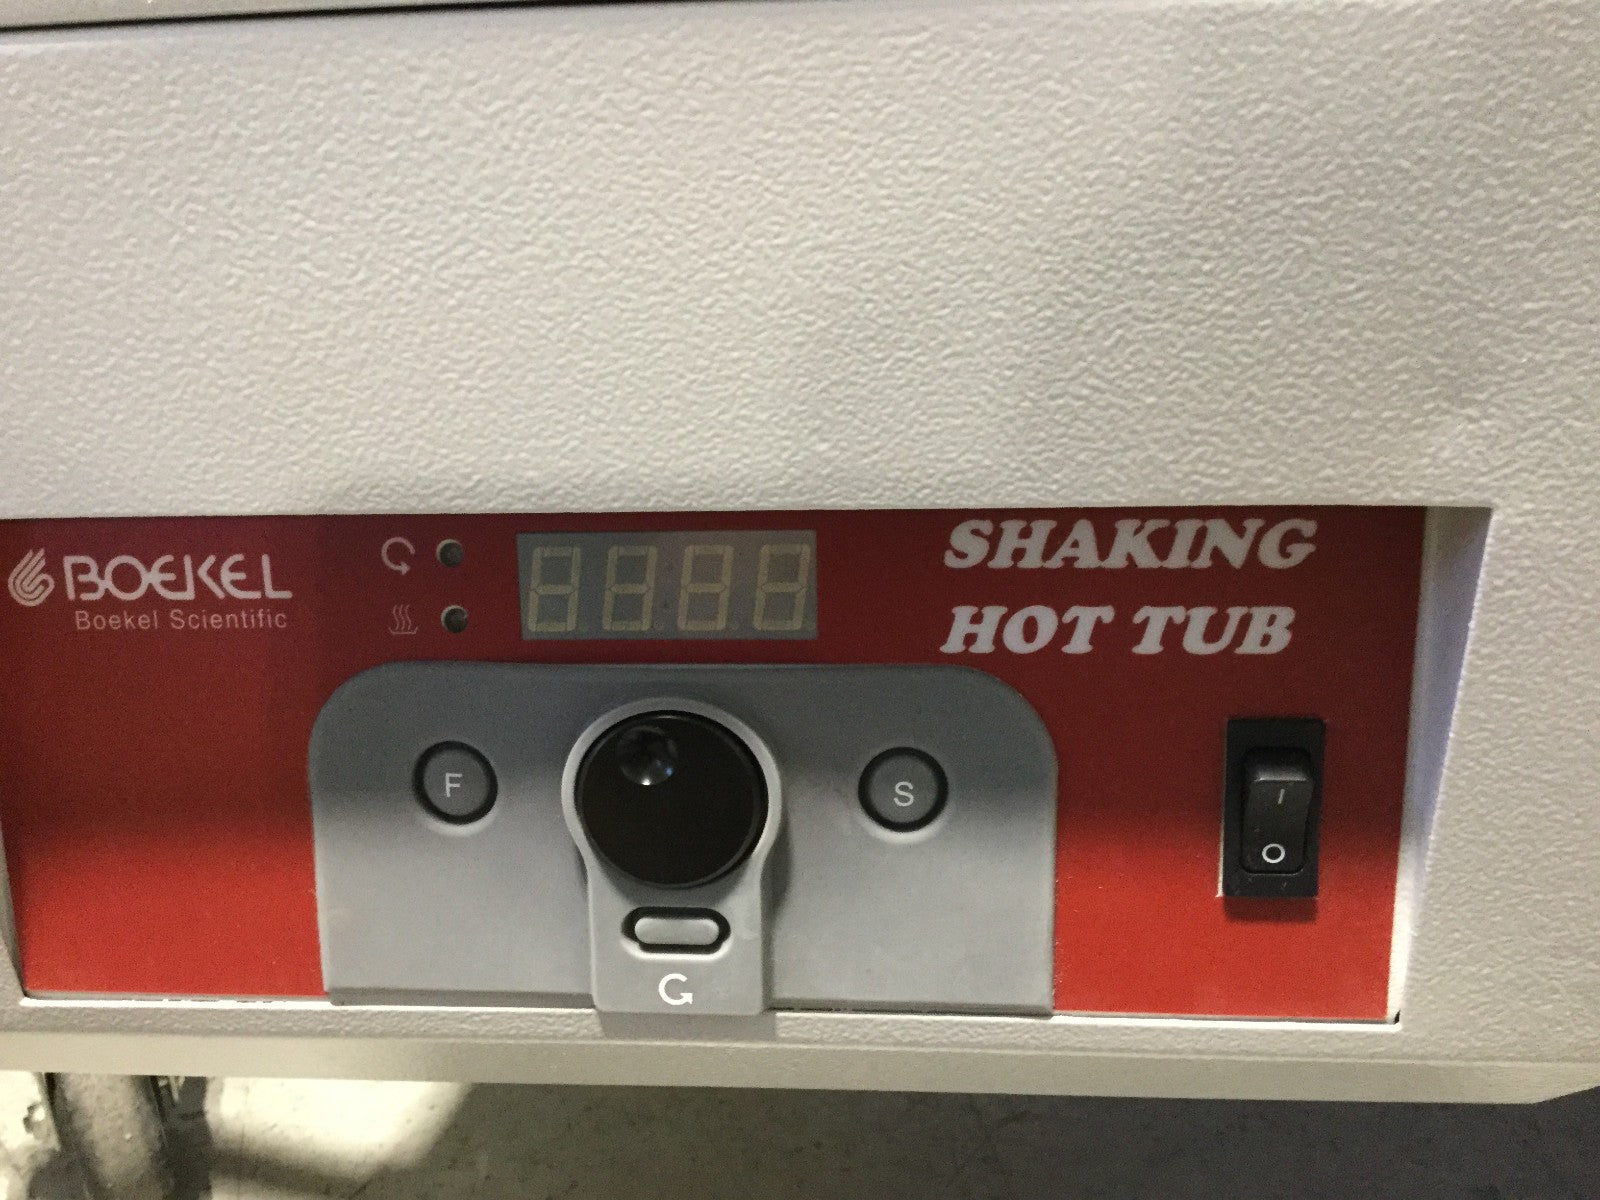 BOEKEL
Boekel Scientific
SHAKING
HOT TUB
F
S
I
O